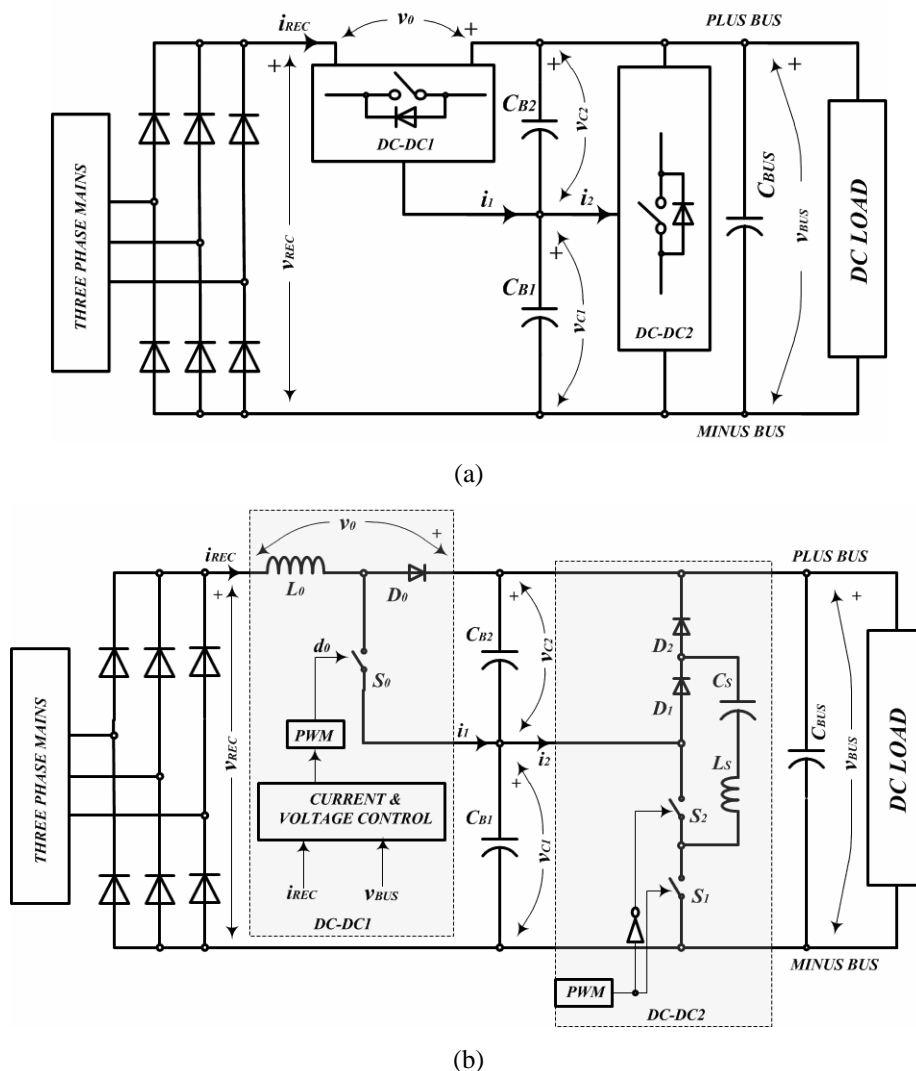 iREC
v0
+
PLUS BUS
+
THREE PHASE MAINS
vREC
DC-DC1
CB2
vC2
i1
i2
+
CB1
vC1
DC-DC2
CBUS
+
vBUS
DC LOAD
MINUS BUS
(a)
v0
iREC
+
PLUS BUS
+
L0
D0
THREE PHASE MAINS
vREC
d0
S0
PWM
i1
CURRENT &
VOLTAGE CONTROL
iREC
vBUS
DC-DC1
+
CB2
vC2
i2
+
CB1
vC1
D2
D1
CS
LS
S2
S1
PWM
DC-DC2
CBUS
+
vBUS
DC LOAD
MINUS BUS
(b)